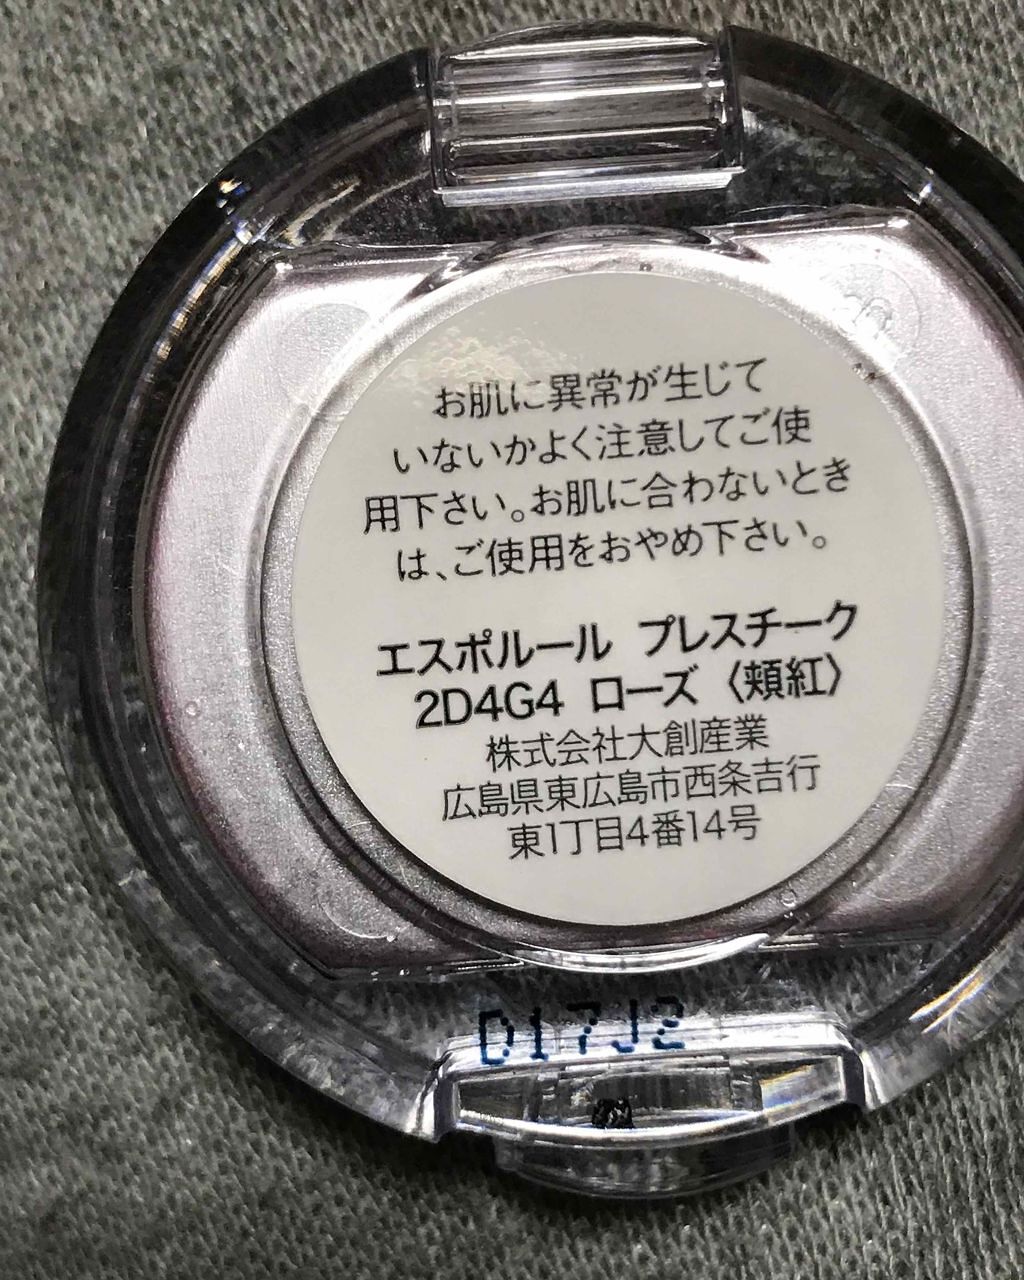 お肌に異常が生じて
いないかよく注意してご使
用下さい。お肌に合わないとき
は、ご使用をおやめ下さい。
エスポルール プレスチーク
2D4G4 ローズ〈頬紅〉
株式会社大創産業
広島県東広島市西条吉行
東1丁目4番14号
D17J2